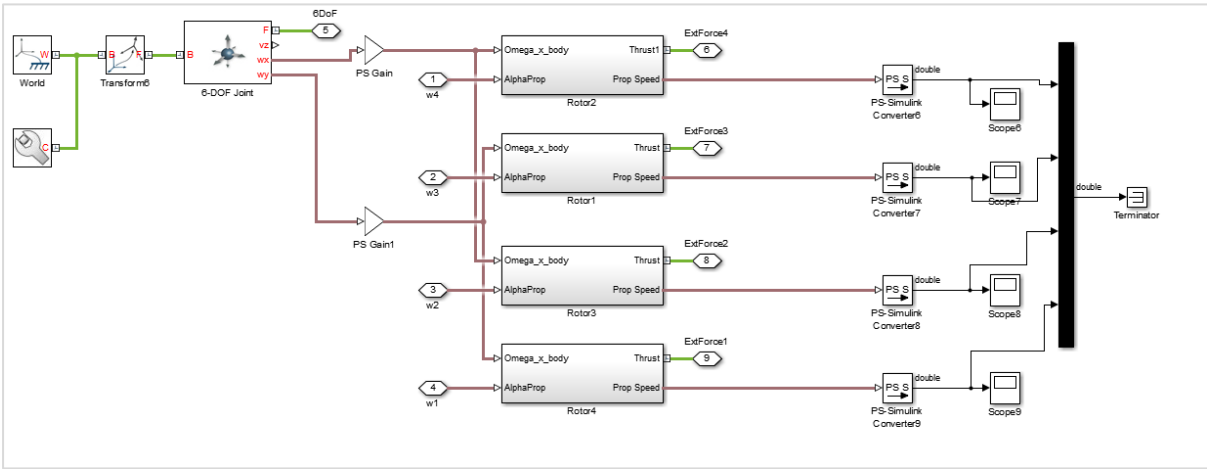 W
World
C
B
F
Transform6
B
F
vz
wx
wy
6-DOF Joint
6DoF
5
PS Gain
PS Gain1
1
w4
Omega_x_body
AlphaProp
Thrust1
Prop Speed
Rotor2
ExtForce4
6
PS S
double
PS-Simulink
Converter6
Scope6
2
w3
Omega_x_body
AlphaProp
Thrust
Prop Speed
Rotor1
ExtForce3
7
PS S
double
PS-Simulink
Converter7
Scope7
3
w2
Omega_x_body
AlphaProp
Thrust
Prop Speed
Rotor3
ExtForce2
8
PS S
double
PS-Simulink
Converter8
Scope8
4
w1
Omega_x_body
AlphaProp
Thrust
Prop Speed
Rotor4
ExtForce1
9
PS S
double
PS-Simulink
Converter9
Scope9
double
Terminator